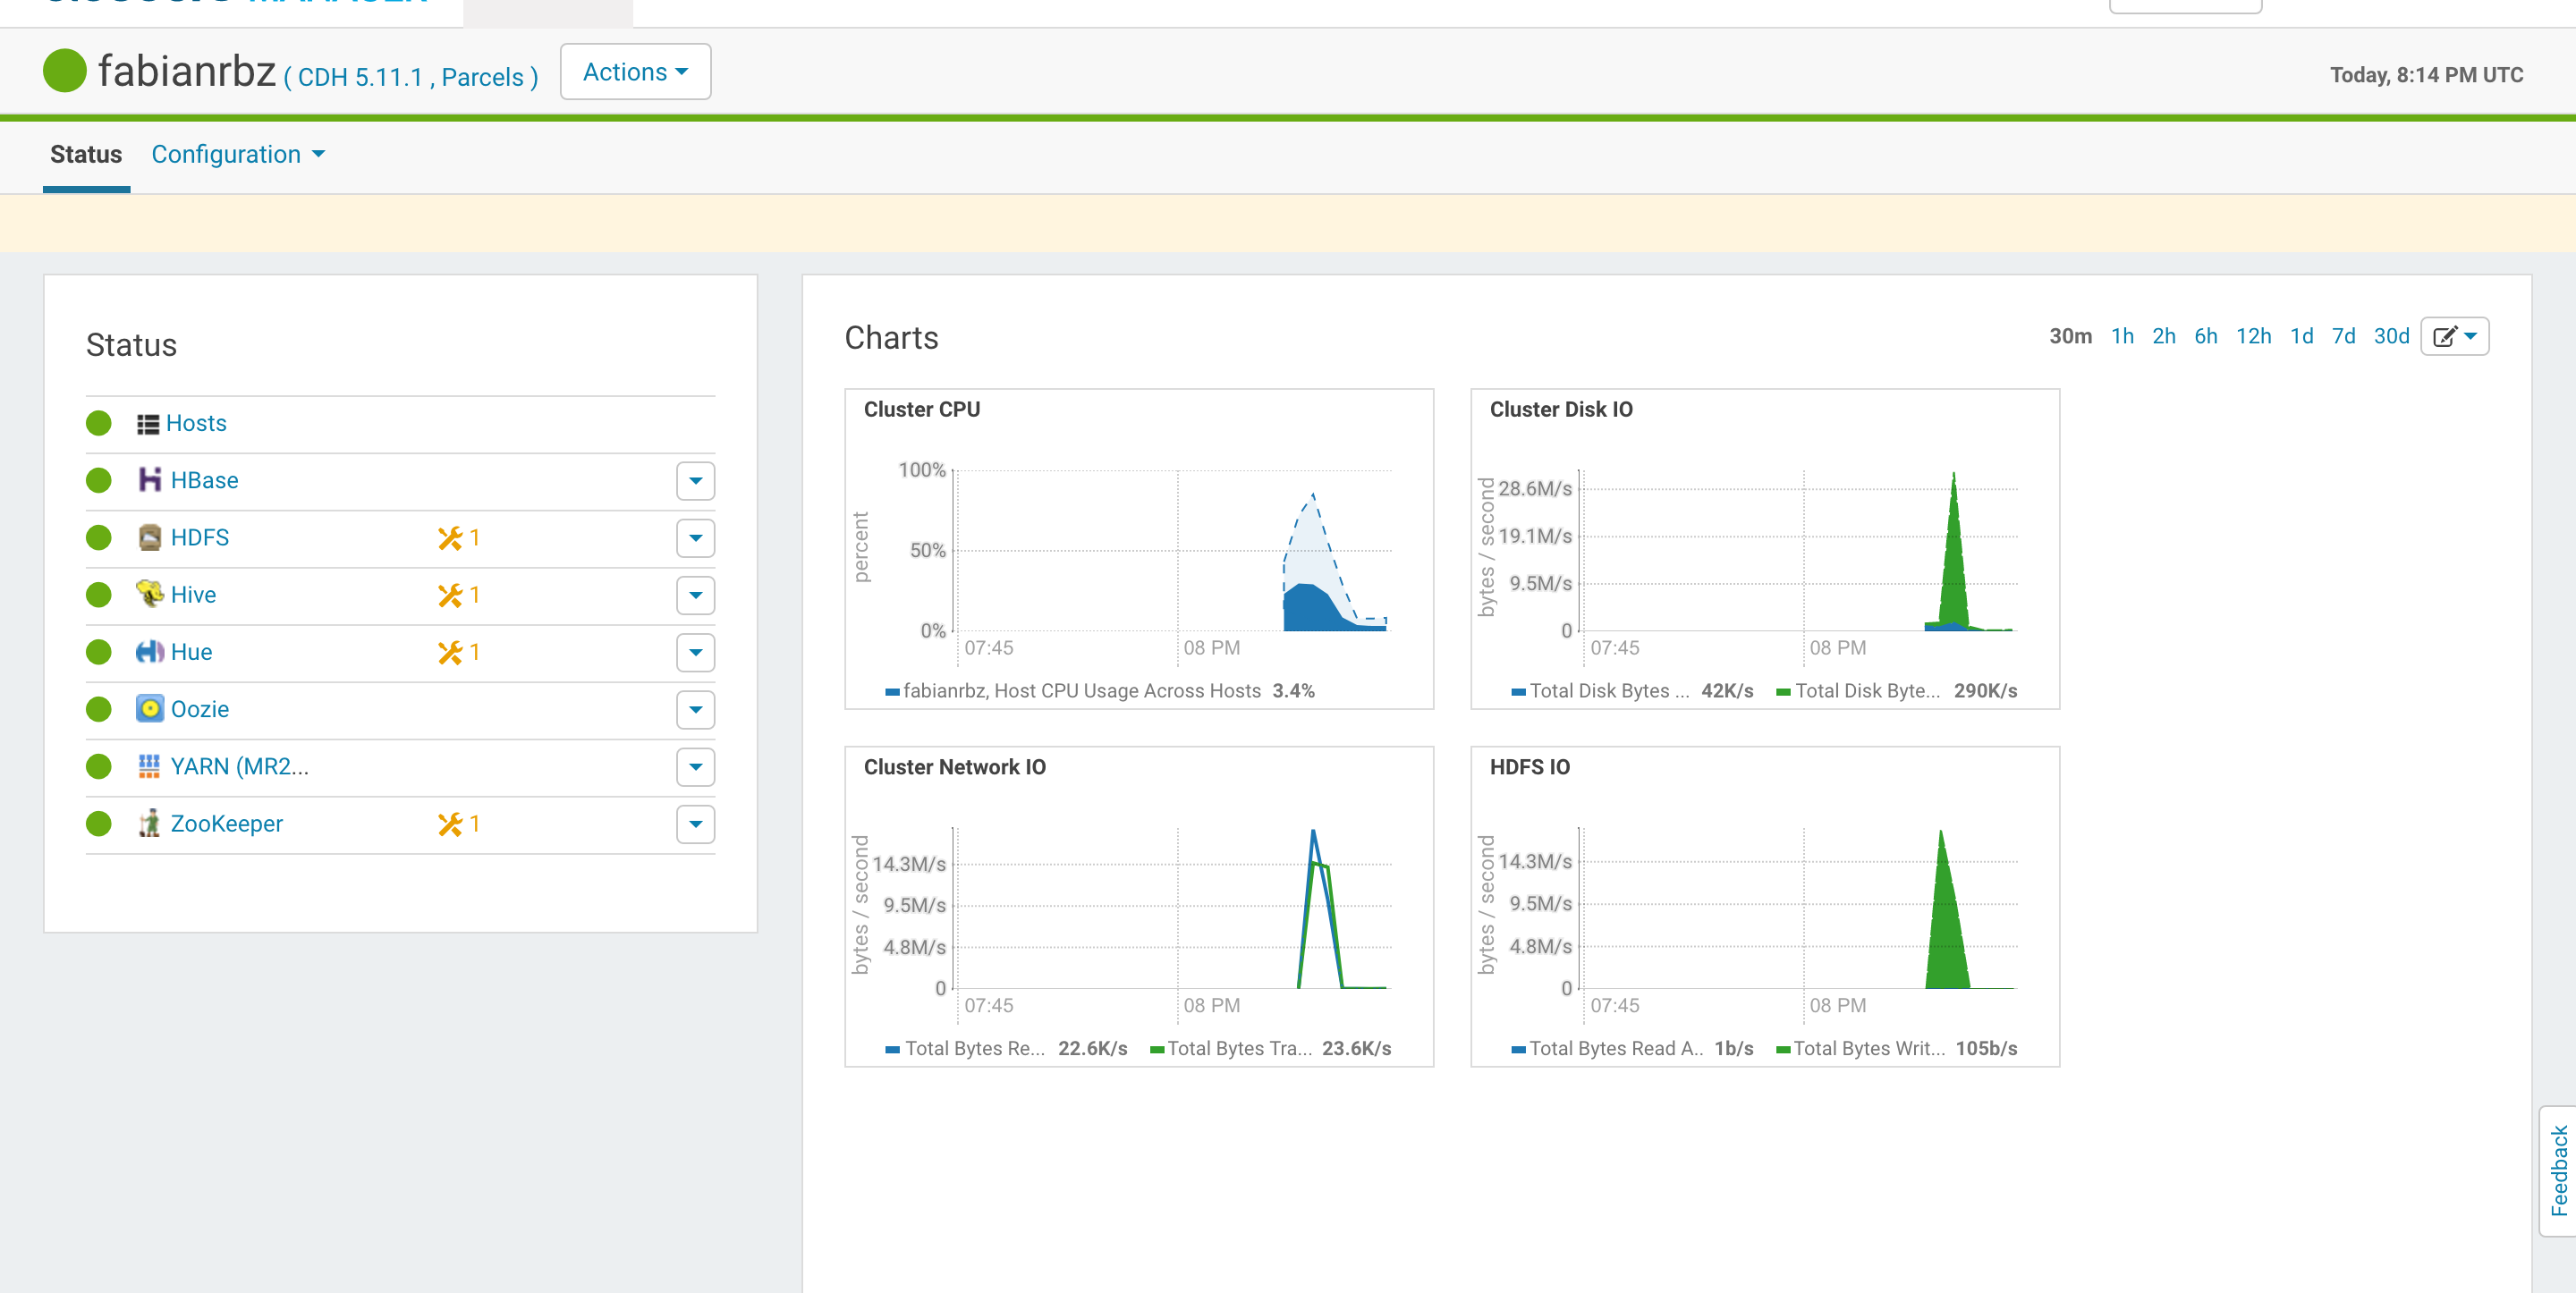 fabianrbz ( CDH 5.11.1 , Parcels ) Actions
Today, 8:14 PM UTC
Status Configuration
Status
Hosts
HBase
HDFS 1
Hive 1
Hue 1
Oozie
YARN (MR2...
ZooKeeper 1
Charts
30m 1h 2h 6h 12h 1d 7d 30d
Cluster CPU
percent
100%
50%
0%
07:45 08 PM
fabianrbz, Host CPU Usage Across Hosts 3.4%
Cluster Disk IO
bytes / second
28.6M/s
19.1M/s
9.5M/s
0
07:45 08 PM
Total Disk Bytes ... 42K/s Total Disk Byte... 290K/s
Cluster Network IO
bytes / second
14.3M/s
9.5M/s
4.8M/s
0
07:45 08 PM
Total Bytes Re... 22.6K/s Total Bytes Tra... 23.6K/s
HDFS IO
bytes / second
14.3M/s
9.5M/s
4.8M/s
0
07:45 08 PM
Total Bytes Read A.. 1b/s Total Bytes Writ... 105b/s
Feedback